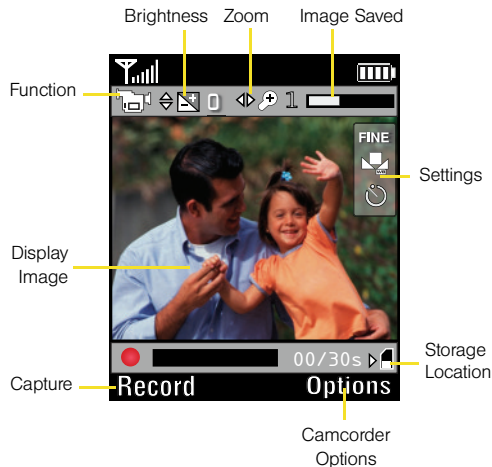 Brightness Zoom Image Saved
Function
0 1
FINE
Settings
Display
Image
00/30s
Storage
Location
Capture
Record Options
Camcorder
Options